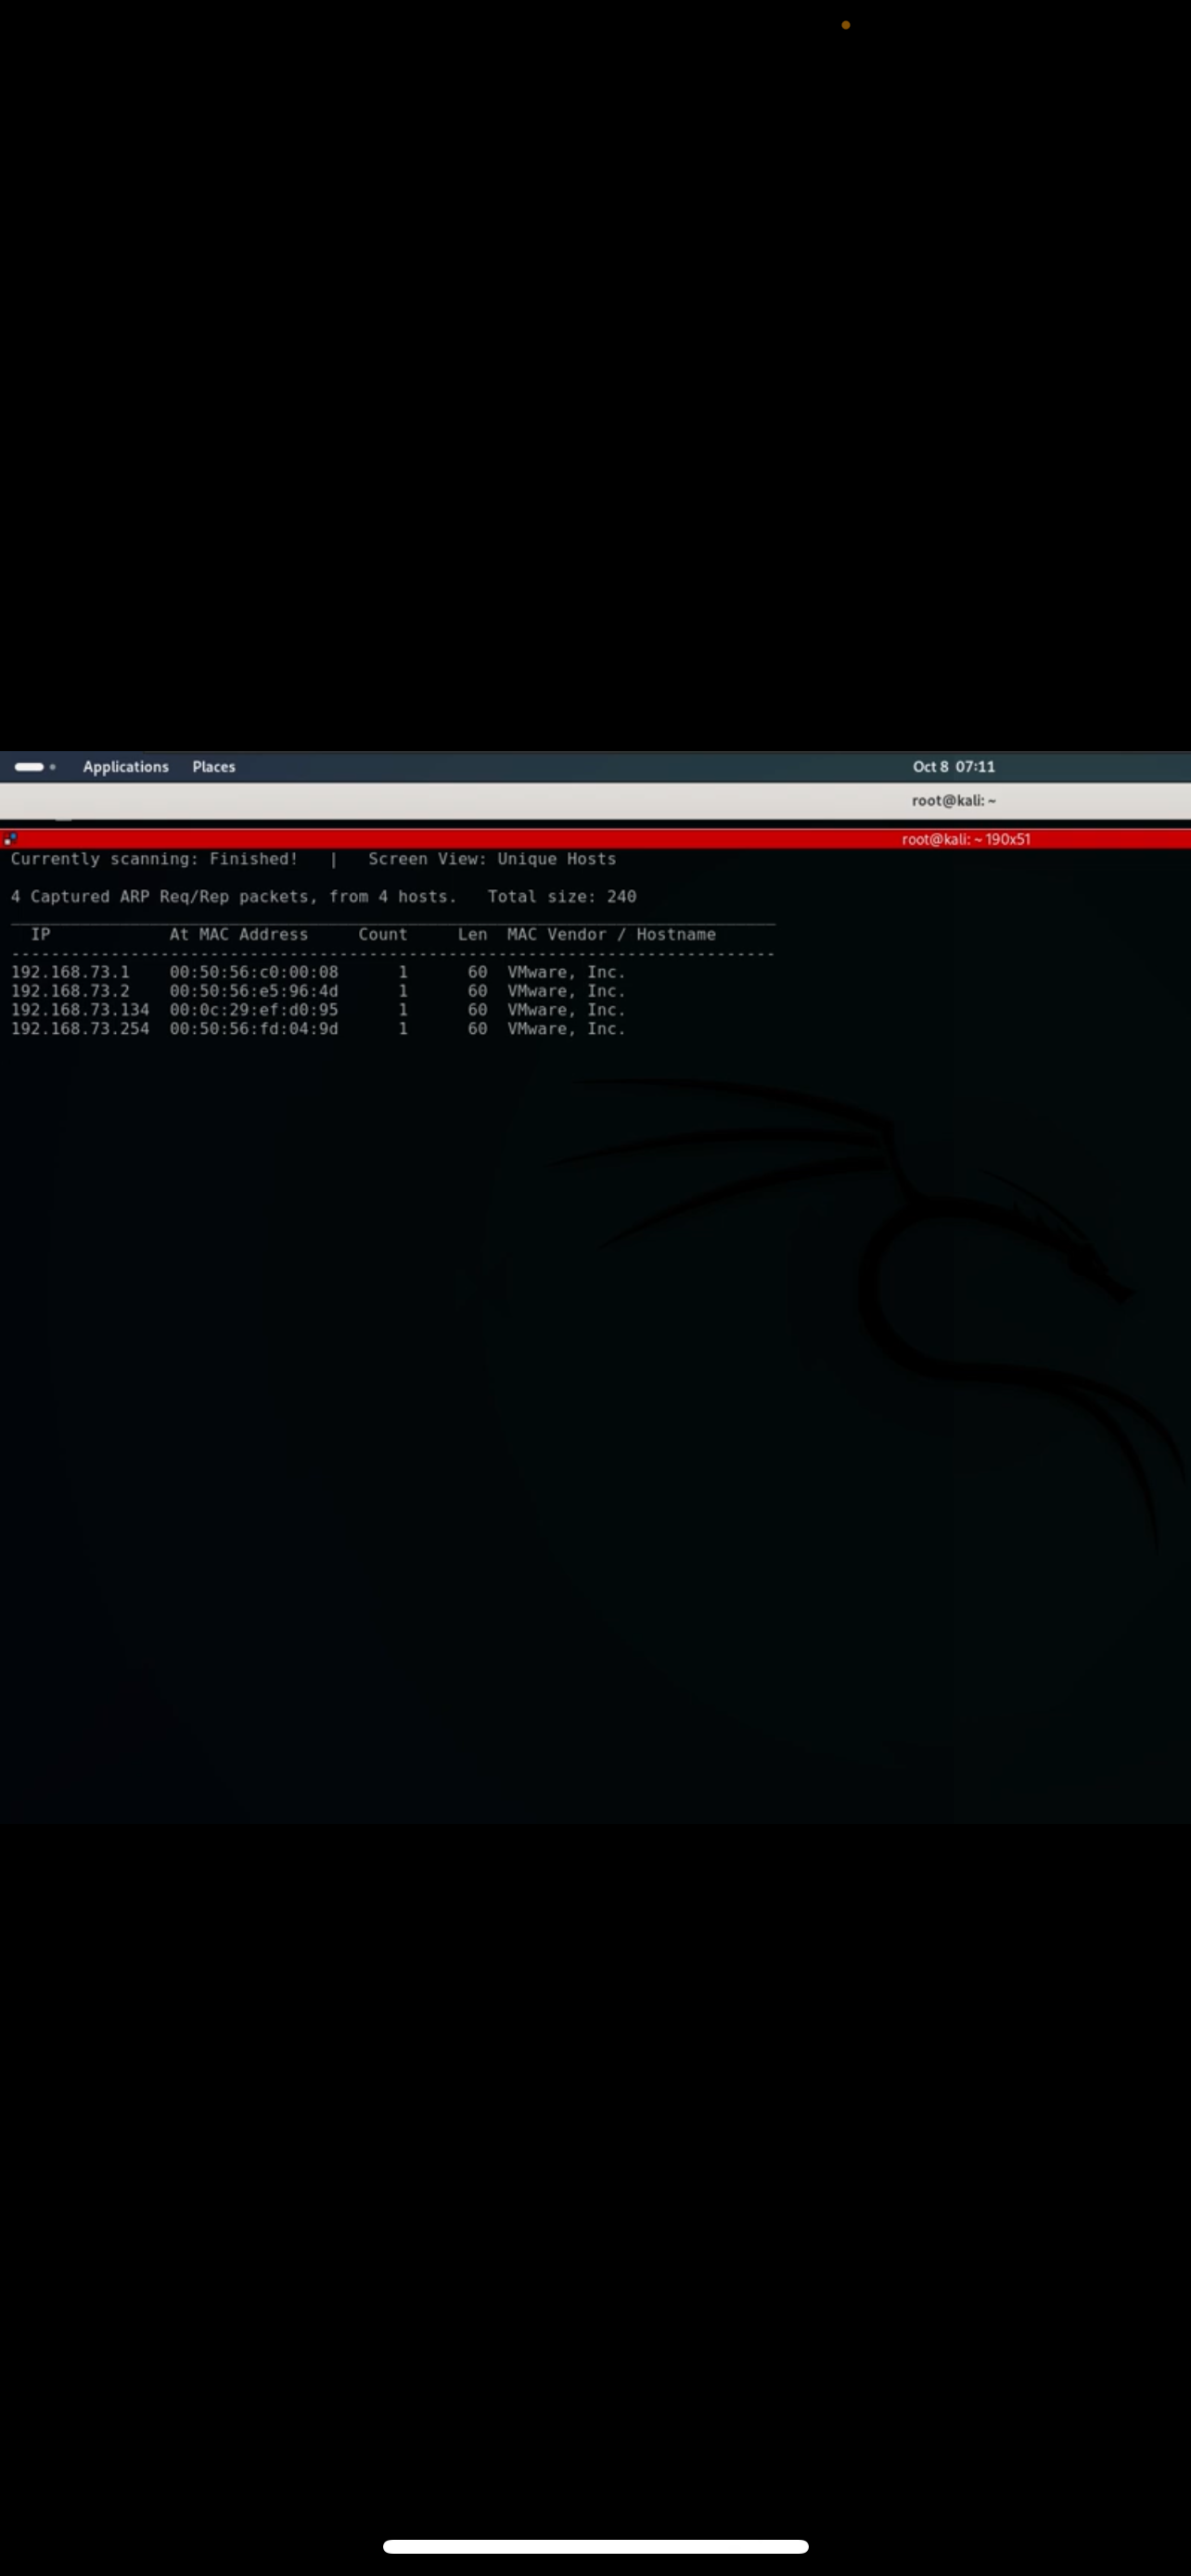 Applications Places Oct 8 07:11
root@kali: ~
root@kali: ~ 190x51
Currently scanning: Finished! | Screen View: Unique Hosts
4 Captured ARP Req/Rep packets, from 4 hosts. Total size: 240
_____________________________________________________________________________
IP At MAC Address Count Len MAC Vendor / Hostname
-----------------------------------------------------------------------------
192.168.73.1 00:50:56:c0:00:08 1 60 VMware, Inc.
192.168.73.2 00:50:56:e5:96:4d 1 60 VMware, Inc.
192.168.73.134 00:0c:29:ef:d0:95 1 60 VMware, Inc.
192.168.73.254 00:50:56:fd:04:9d 1 60 VMware, Inc.